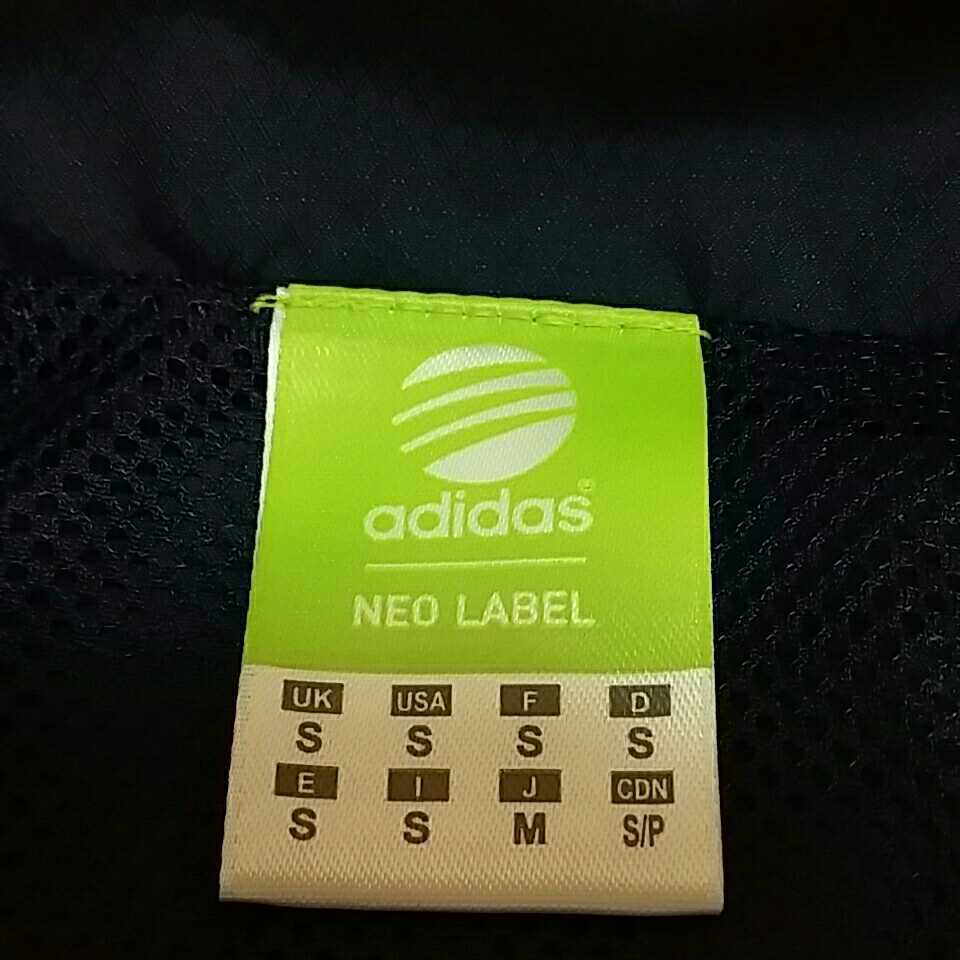 adidas®
NEO LABEL
UK USA F D
S S S S
E I J CDN
S S M S/P